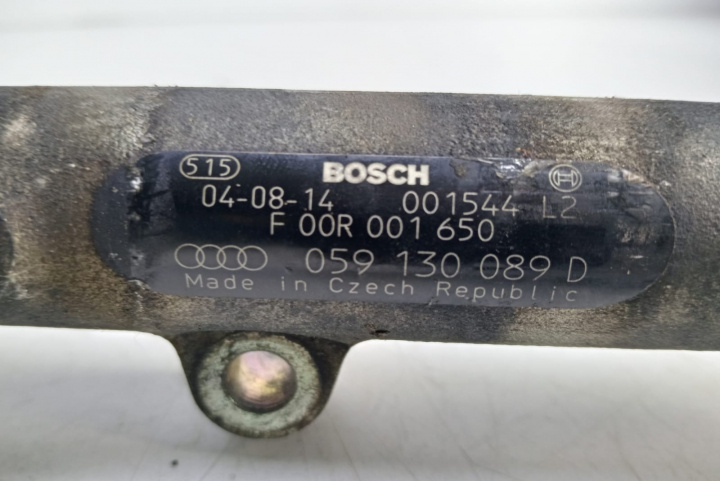 515 BOSCH
04-08-14 001544 L2
F 00R 001 650
059 130 089 D
Made in Czech Republic